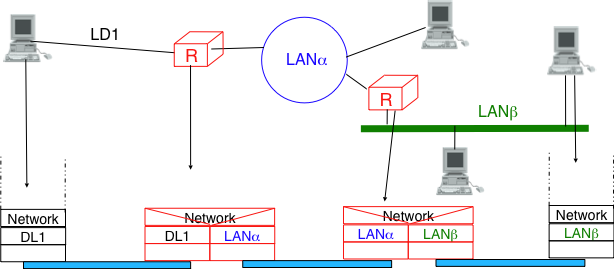 LD1
R
LANα
R
LANβ
Network
DL1
Network
DL1 LANα
Network
LANα LANβ
Network
LANβ